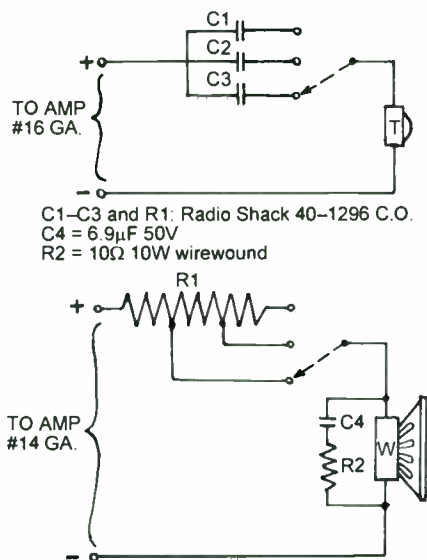 C1
C2
+
C3
TO AMP
#16 GA.
T
-
C1–C3 and R1: Radio Shack 40–1296 C.O.
C4 = 6.9µF 50V
R2 = 10Ω 10W wirewound
R1
+
TO AMP
#14 GA.
C4
W
R2
-